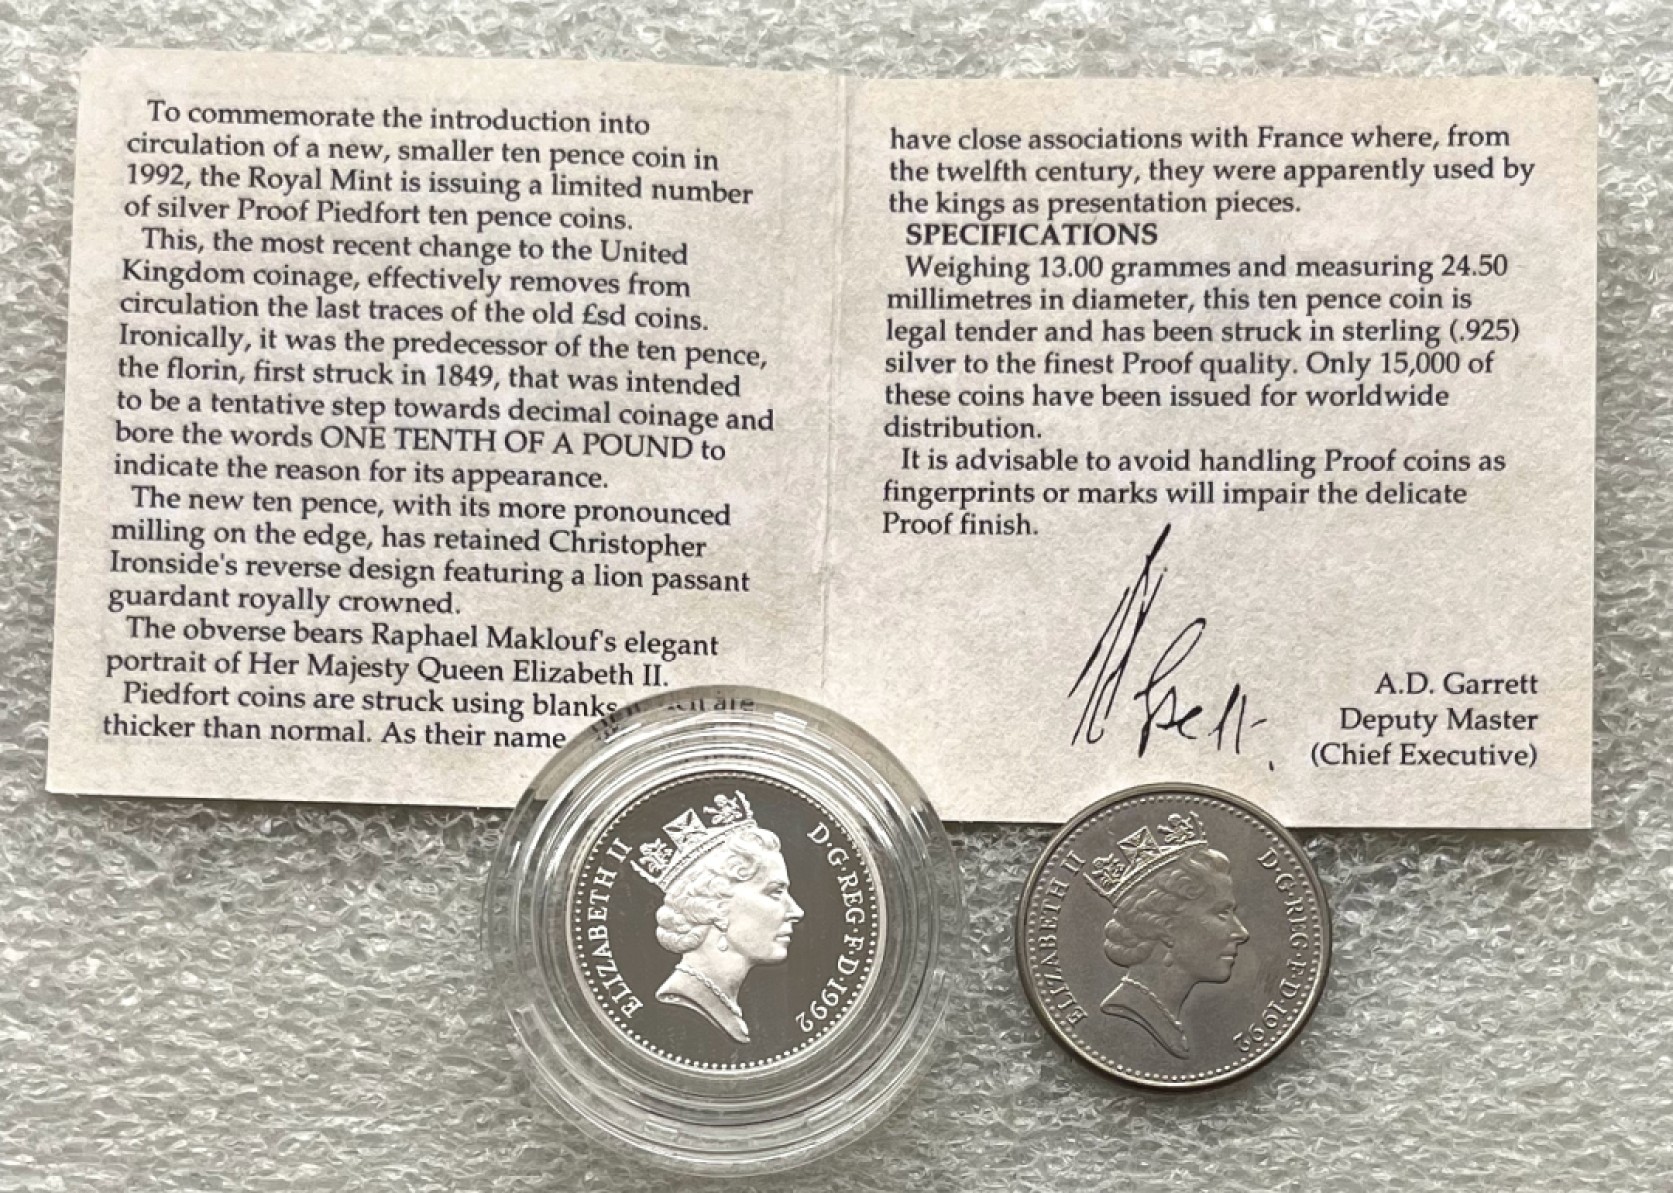 To commemorate the introduction into
circulation of a new, smaller ten pence coin in
1992, the Royal Mint is issuing a limited number
of silver Proof Piedfort ten pence coins.
This, the most recent change to the United
Kingdom coinage, effectively removes from
circulation the last traces of the old £sd coins.
Ironically, it was the predecessor of the ten pence,
the florin, first struck in 1849, that was intended
to be a tentative step towards decimal coinage and
bore the words ONE TENTH OF A POUND to
indicate the reason for its appearance.
The new ten pence, with its more pronounced
milling on the edge, has retained Christopher
Ironside's reverse design featuring a lion passant
guardant royally crowned.
The obverse bears Raphael Maklouf's elegant
portrait of Her Majesty Queen Elizabeth II.
Piedfort coins are struck using blanks
thicker than normal. As their name
have close associations with France where, from
the twelfth century, they were apparently used by
the kings as presentation pieces.
SPECIFICATIONS
Weighing 13.00 grammes and measuring 24.50
millimetres in diameter, this ten pence coin is
legal tender and has been struck in sterling (.925)
silver to the finest Proof quality. Only 15,000 of
these coins have been issued for worldwide
distribution.
It is advisable to avoid handling Proof coins as
fingerprints or marks will impair the delicate
Proof finish.
A.D. Garrett
Deputy Master
(Chief Executive)
ELIZABETH II
D·G·REG·F·D·1992
ELIZABETH II
D·G·REG·F·D·1992